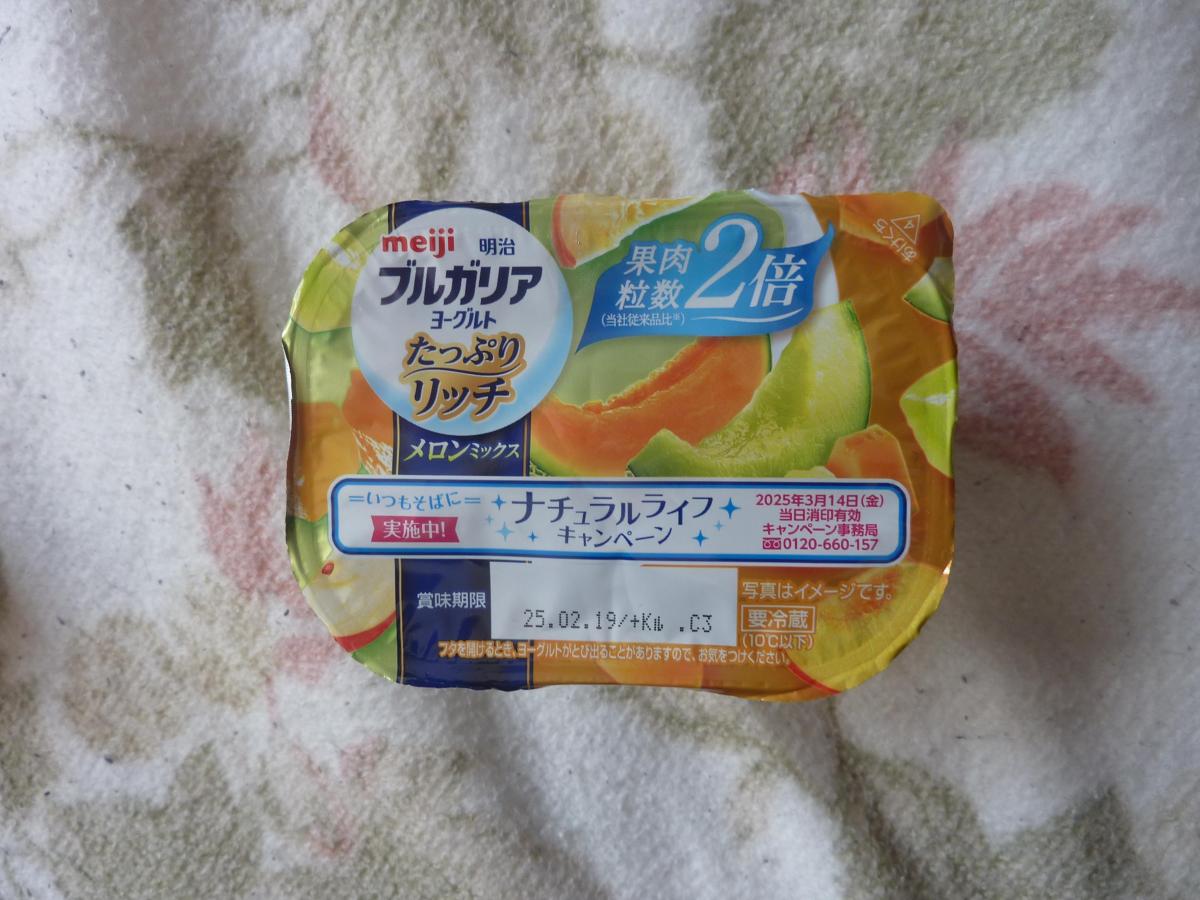 meiji 明治
ブルガリア
ヨーグルト
たっぷり
リッチ
メロンミックス
果肉
粒数
2倍
(当社従来品比※)
あけくち
4
=いつもそばに=
実施中!
ナチュラルライフ
キャンペーン
2025年3月14日(金)
当日消印有効
キャンペーン事務局
0120-660-157
賞味期限
25.02.19/+Kル .C3
写真はイメージです。
要冷蔵
(10℃以下)
フタを開けるとき、ヨーグルトがとび出ることがありますので、お気をつけください。